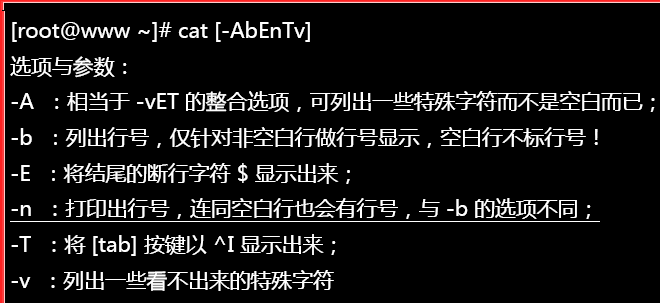 [root@www ~]# cat [-AbEnTv]
选项与参数：
-A ：相当于 -vET 的整合选项，可列出一些特殊字符而不是空白而已；
-b ：列出行号，仅针对非空白行做行号显示，空白行不标行号！
-E ：将结尾的断行字符 $ 显示出来；
-n ：打印出行号，连同空白行也会有行号，与 -b 的选项不同；
-T ：将 [tab] 按键以 ^I 显示出来；
-v ：列出一些看不出来的特殊字符